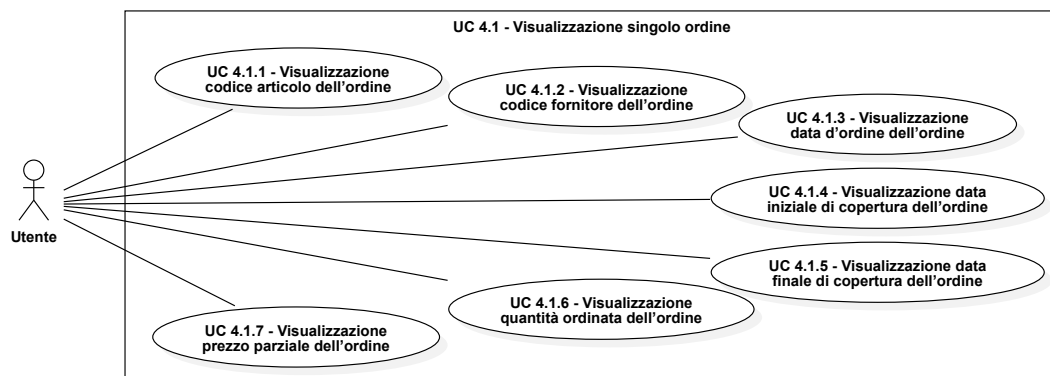 UC 4.1 - Visualizzazione singolo ordine
UC 4.1.1 - Visualizzazione
codice articolo dell'ordine
UC 4.1.2 - Visualizzazione
codice fornitore dell'ordine
UC 4.1.3 - Visualizzazione
data d'ordine dell'ordine
UC 4.1.4 - Visualizzazione data
iniziale di copertura dell'ordine
Utente
UC 4.1.5 - Visualizzazione data
finale di copertura dell'ordine
UC 4.1.6 - Visualizzazione
quantità ordinata dell'ordine
UC 4.1.7 - Visualizzazione
prezzo parziale dell'ordine